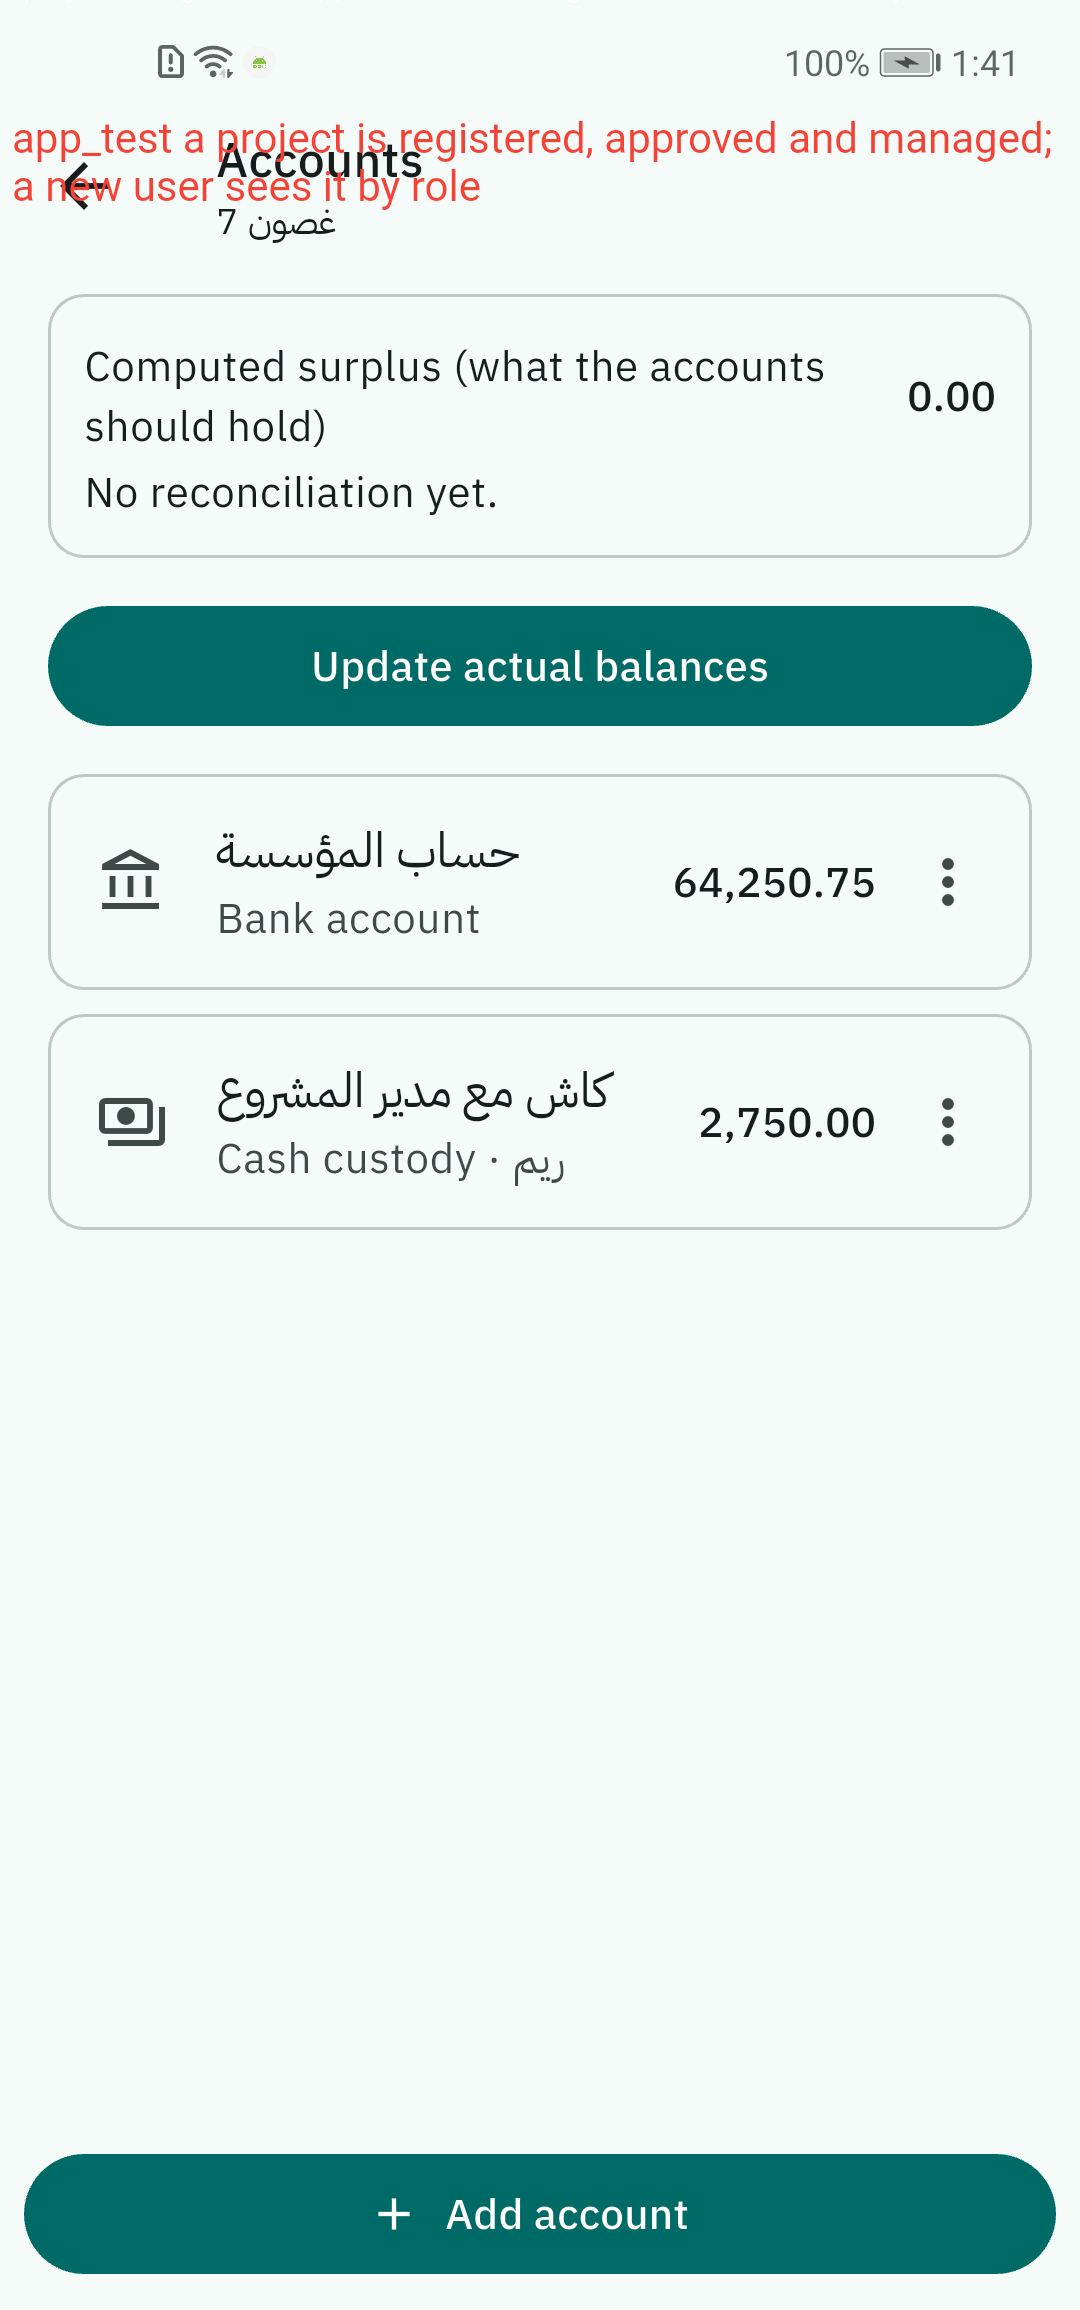 100% 1:41
app_test a project is registered, approved and managed;
a new user sees it by role
Accounts
غصون 7
Computed surplus (what the accounts
should hold)
0.00
No reconciliation yet.
Update actual balances
حساب المؤسسة
Bank account
64,250.75
كاش مع مدير المشروع
Cash custody · ريم
2,750.00
+ Add account